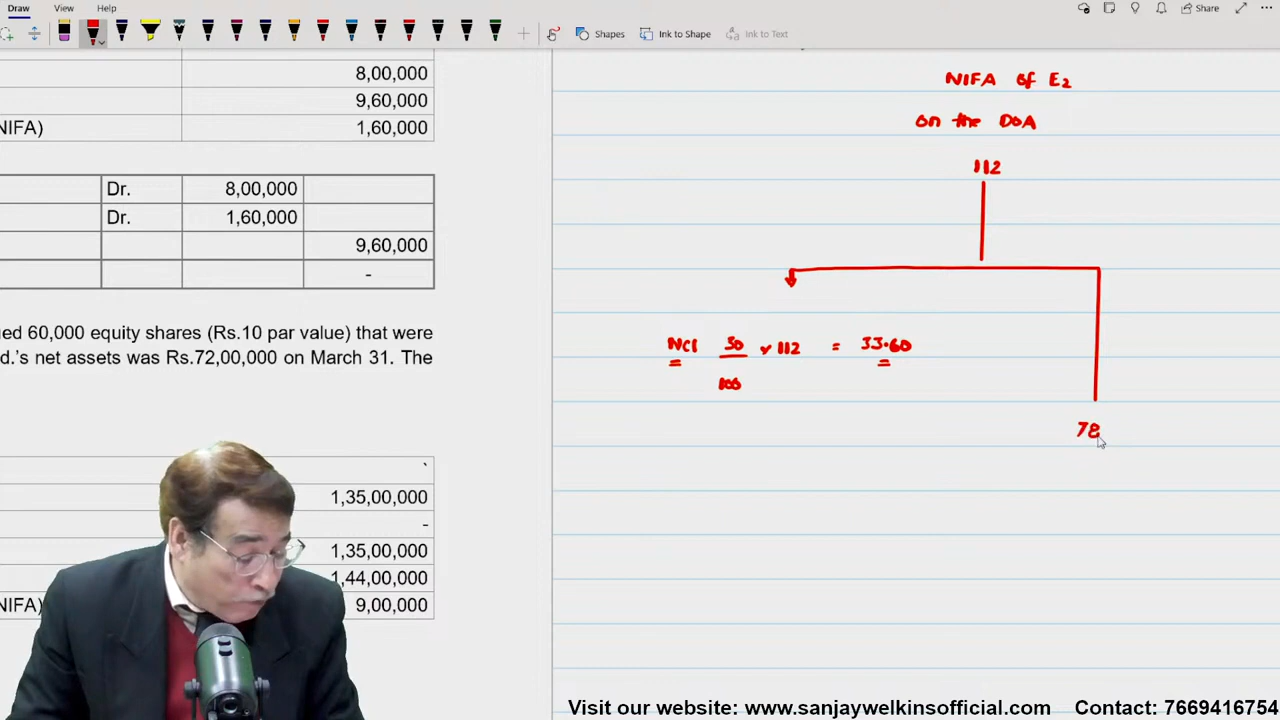 Draw View Help
Share
Shapes Ink to Shape Ink to Text
8,00,000
9,60,000
NIFA) 1,60,000
Dr. 8,00,000
Dr. 1,60,000
9,60,000
-
ed 60,000 equity shares (Rs.10 par value) that were
d.'s net assets was Rs.72,00,000 on March 31. The
`
1,35,00,000
-
1,35,00,000
1,44,00,000
NIFA) 9,00,000
NIFA of E2
on the DOA
112
NCI 30/100 × 112 = 33.60
78
Visit our website: www.sanjaywelkinsofficial.com Contact: 7669416754